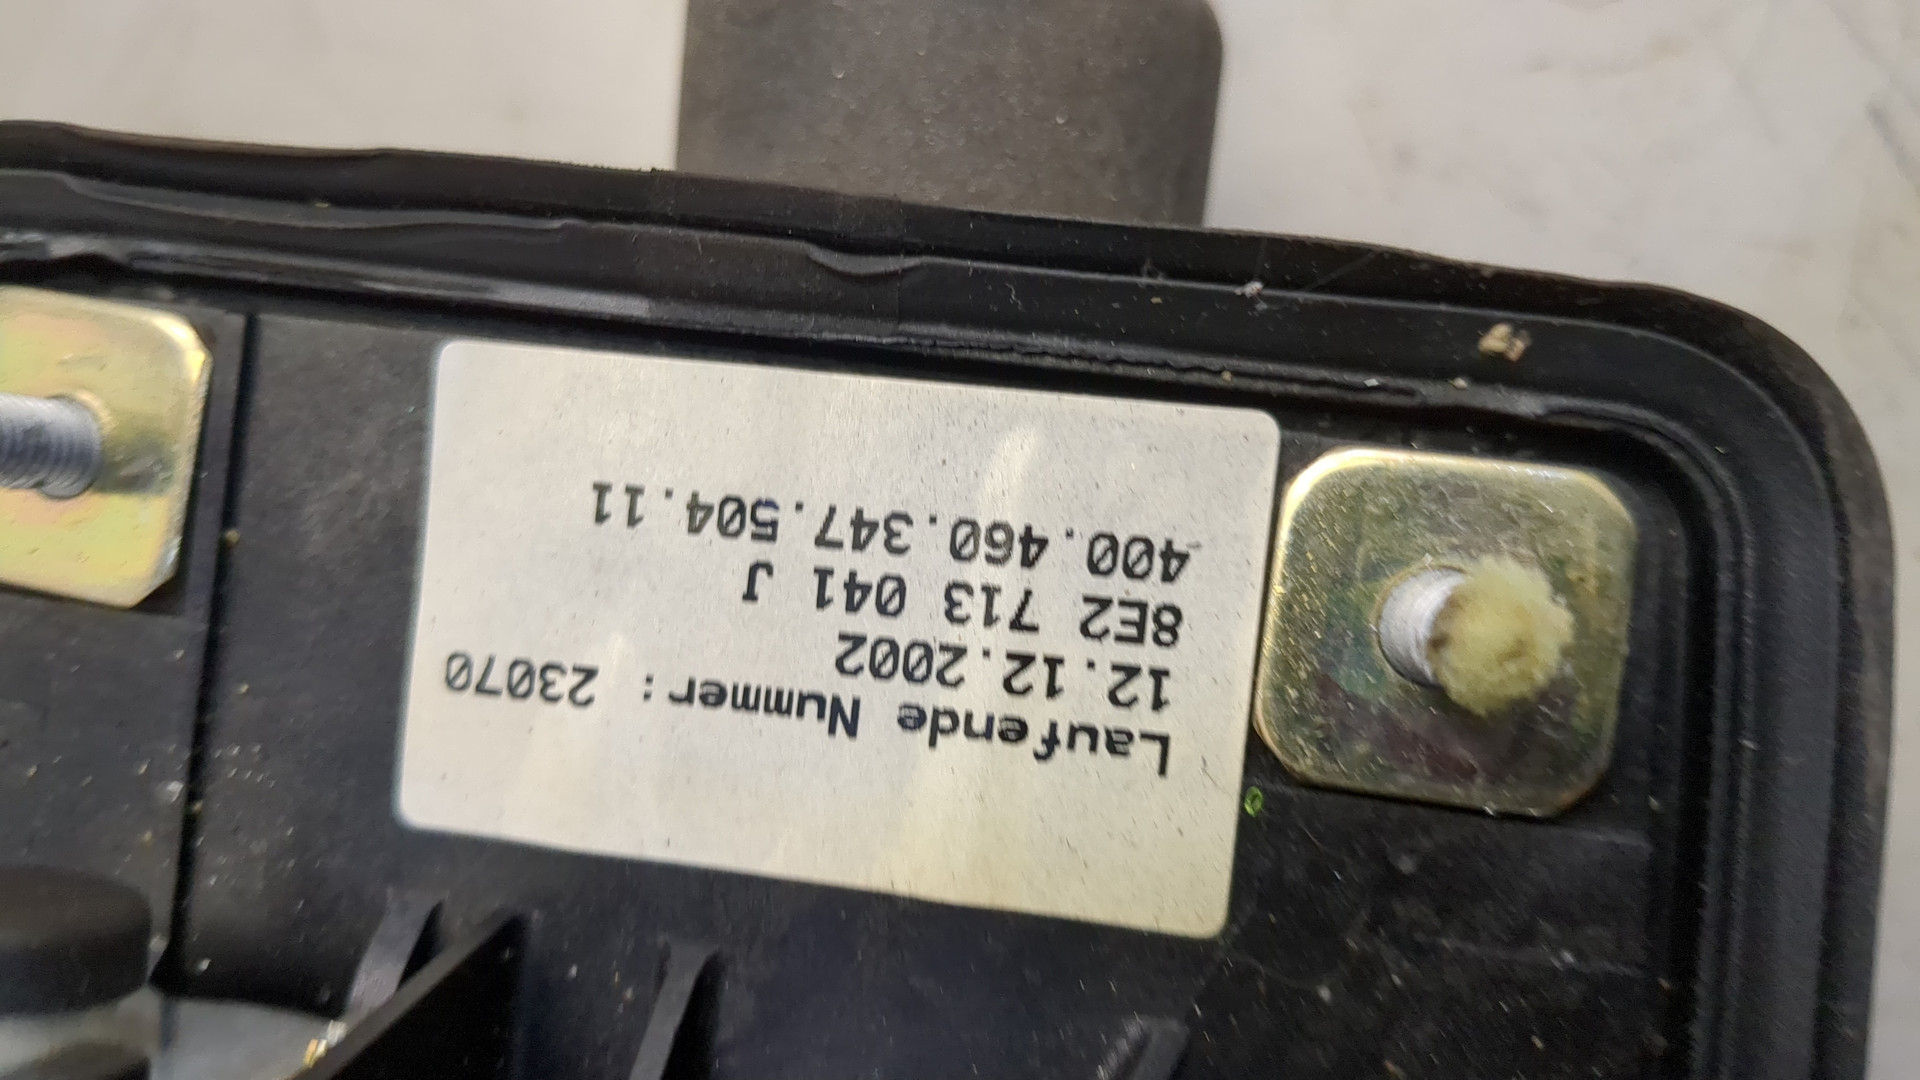 400.460.347.504.11
8E2 713 041 J
12.12.2002
Laufende Nummer: 23070